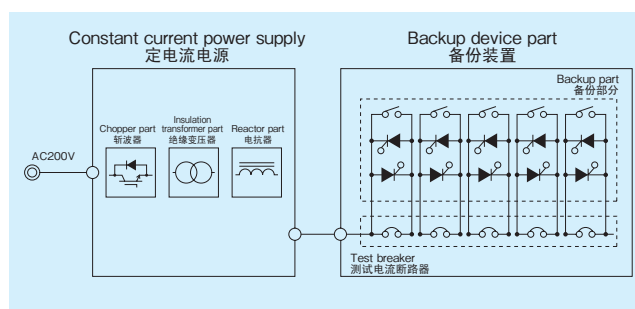 Constant current power supply
定电流电源
Backup device part
备份装置
Backup part
备份部分
Chopper part
斩波器
Insulation
transformer part
绝缘变压器
Reactor part
电抗器
AC200V
Test breaker
测试电流断路器